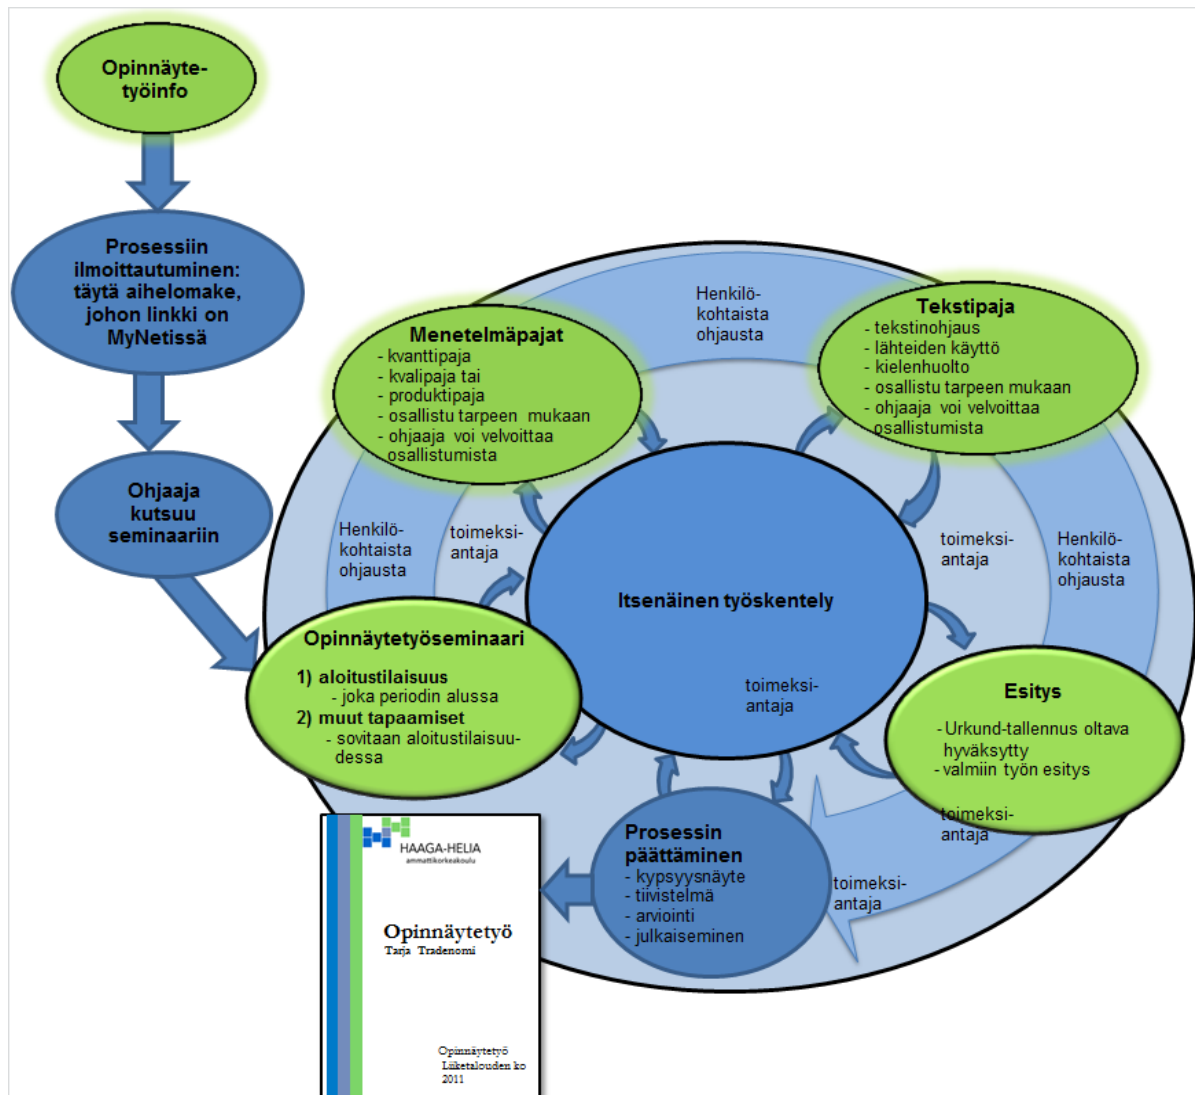 Opinnäyte-
työinfo
Prosessiin
ilmoittautuminen:
täytä aihelomake,
johon linkki on
MyNetissä
Ohjaaja
kutsuu
seminaariin
Henkilö-
kohtaista
ohjausta
Menetelmäpajat
- kvanttipaja
- kvalipaja tai
- produktipaja
- osallistu tarpeen mukaan
- ohjaaja voi velvoittaa
osallistumista
Tekstipaja
- tekstinohjaus
- lähteiden käyttö
- kielenhuolto
- osallistu tarpeen mukaan
- ohjaaja voi velvoittaa
osallistumista
Henkilö-
kohtaista
ohjausta
toimeksi-
antaja
toimeksi-
antaja
Henkilö-
kohtaista
ohjausta
Itsenäinen työskentely
toimeksi-
antaja
Opinnäytetyöseminaari
1) aloitustilaisuus
- joka periodin alussa
2) muut tapaamiset
- sovitaan aloitustilaisuu-
dessa
Esitys
- Urkund-tallennus oltava
hyväksytty
- valmiin työn esitys
toimeksi-
antaja
Prosessin
päättäminen
- kypsyysnäyte
- tiivistelmä
- arviointi
- julkaiseminen
toimeksi-
antaja
HAAGA-HELIA
ammattikorkeakoulu
Opinnäytetyö
Tarja Tradenomi
Opinnäytetyö
Liiketalouden ko
2011